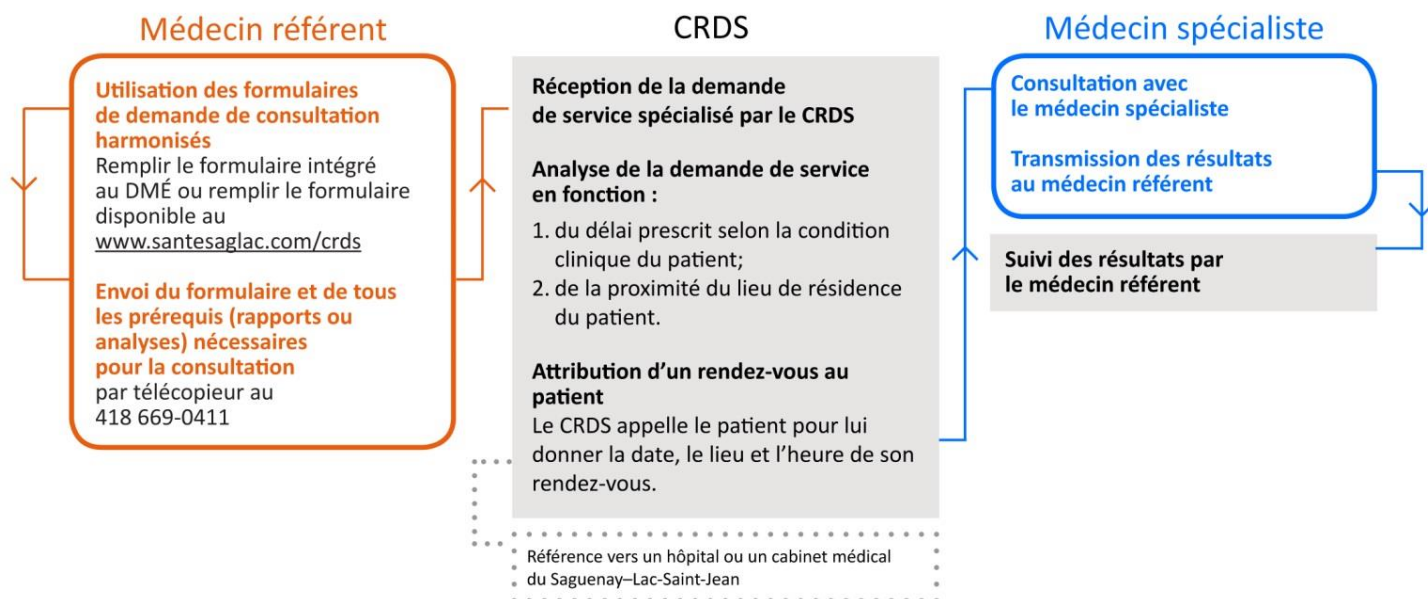 Médecin référent
Utilisation des formulaires
de demande de consultation
harmonisés
Remplir le formulaire intégré
au DMÉ ou remplir le formulaire
disponible au
www.santesaglac.com/crds
Envoi du formulaire et de tous
les prérequis (rapports ou
analyses) nécessaires
pour la consultation
par télécopieur au
418 669-0411
CRDS
Réception de la demande
de service spécialisé par le CRDS
Analyse de la demande de service
en fonction :
1. du délai prescrit selon la condition
clinique du patient;
2. de la proximité du lieu de résidence
du patient.
Attribution d'un rendez-vous au
patient
Le CRDS appelle le patient pour lui
donner la date, le lieu et l'heure de son
rendez-vous.
Référence vers un hôpital ou un cabinet médical
du Saguenay–Lac-Saint-Jean
Médecin spécialiste
Consultation avec
le médecin spécialiste
Transmission des résultats
au médecin référent
Suivi des résultats par
le médecin référent